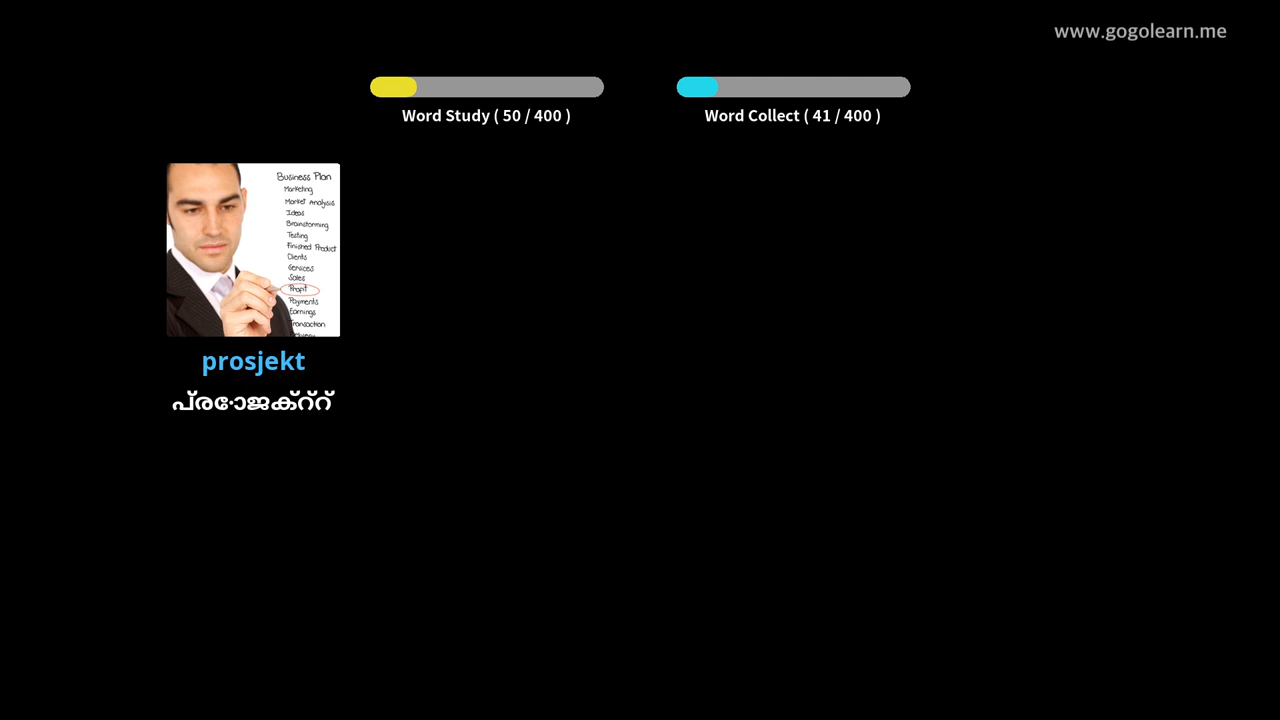 www.gogolearn.me
Word Study ( 50 / 400 )
Word Collect ( 41 / 400 )
Business Plan
Marketing
Market Analysis
Ideas
Brainstorming
Testing
Finished Product
Clients
Services
Sales
Profit
Payments
Earnings
Transaction
Delivery
prosjekt
പ്രോജക്റ്റ്